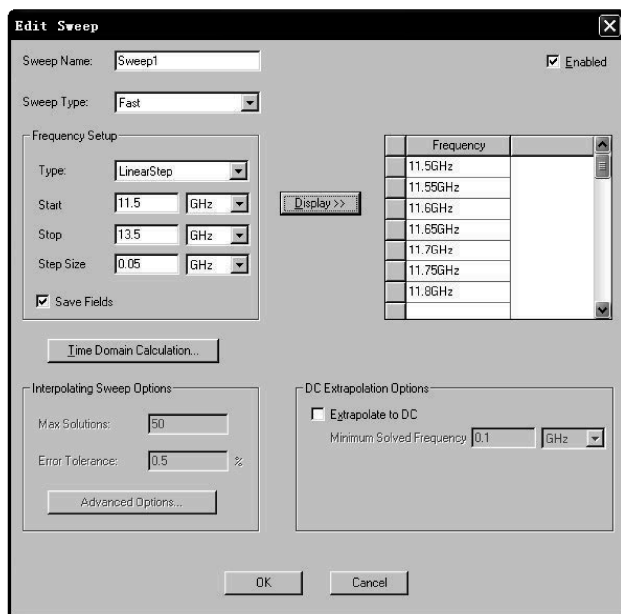 Edit Sweep
Sweep Name: Sweep1
Enabled
Sweep Type: Fast
Frequency Setup
Type: LinearStep
Start 11.5 GHz
Stop 13.5 GHz
Step Size 0.05 GHz
Save Fields
Display >>
Frequency
11.5GHz
11.55GHz
11.6GHz
11.65GHz
11.7GHz
11.75GHz
11.8GHz
Time Domain Calculation...
Interpolating Sweep Options
Max Solutions: 50
Error Tolerance: 0.5 %
Advanced Options...
DC Extrapolation Options
Extrapolate to DC
Minimum Solved Frequency 0.1 GHz
OK
Cancel